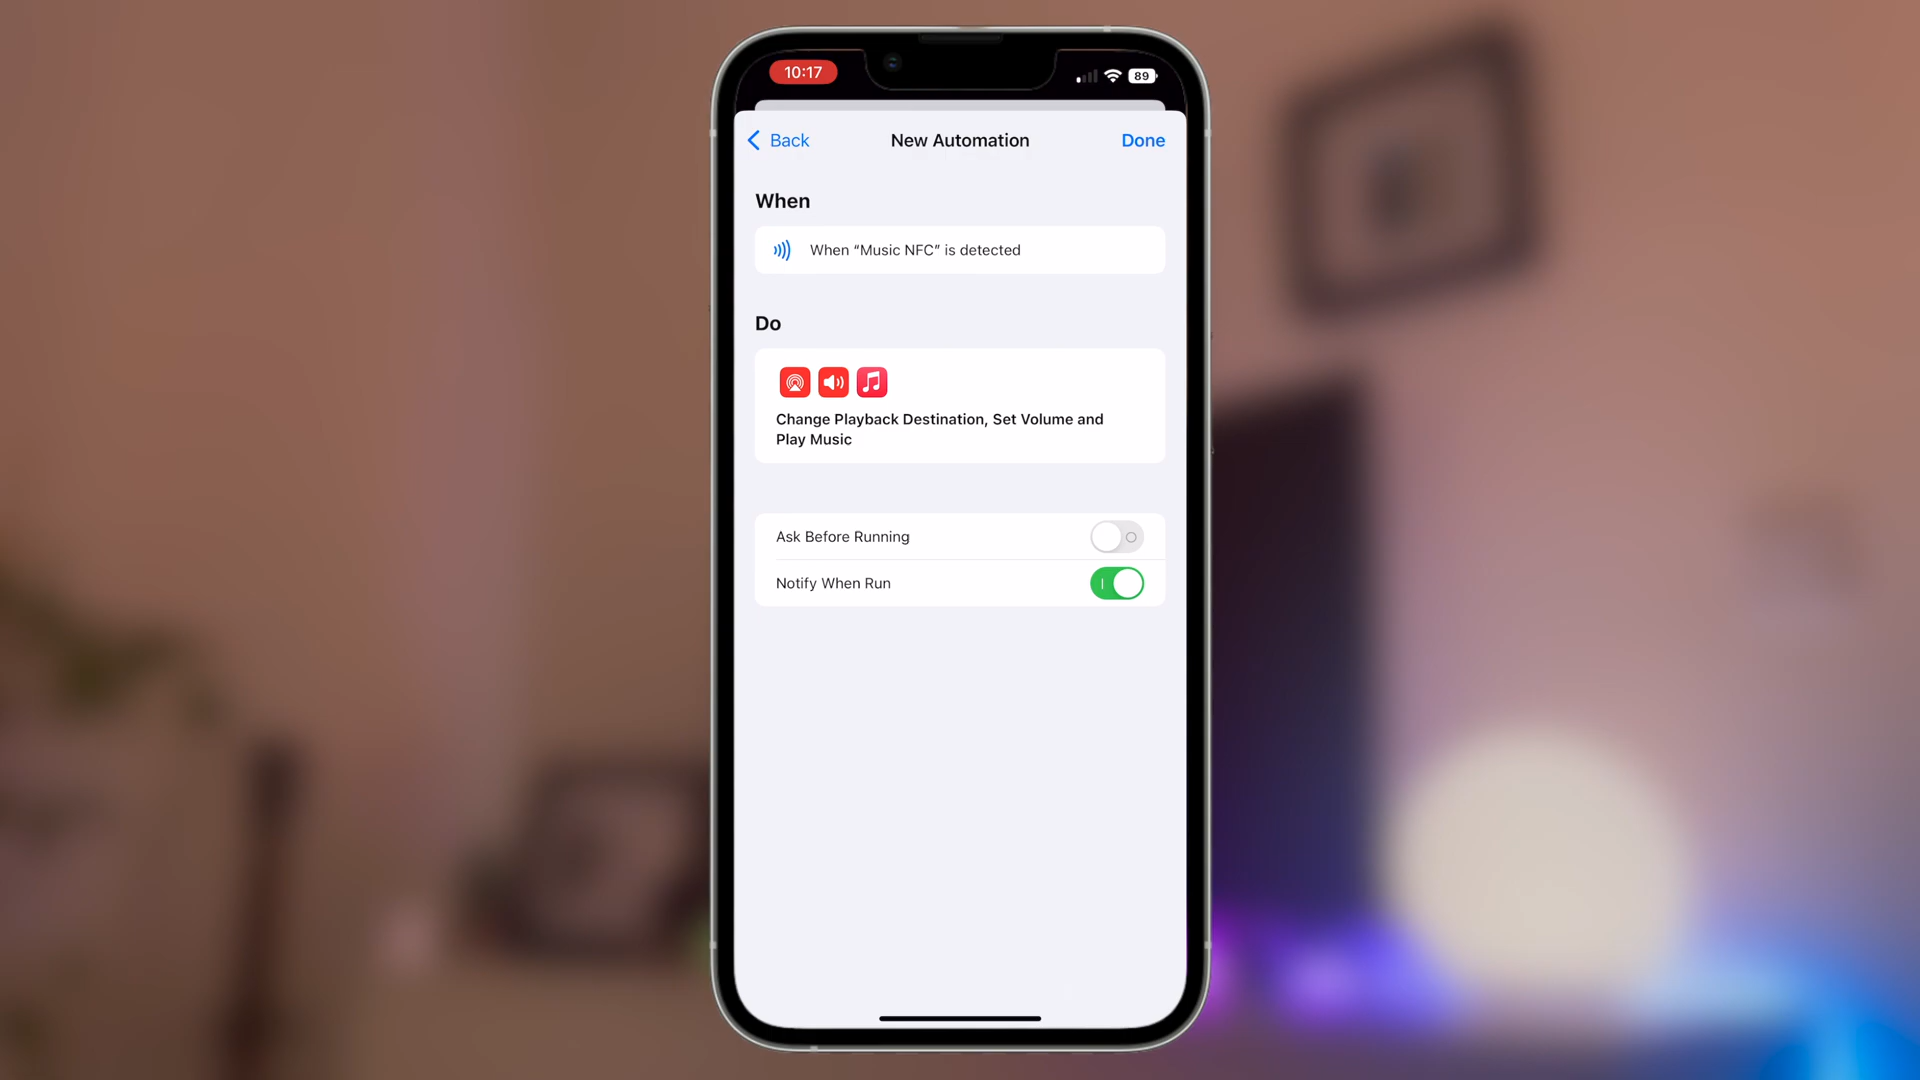 10:17
89
Back
New Automation
Done
When
When “Music NFC” is detected
Do
Change Playback Destination, Set Volume and
Play Music
Ask Before Running
Notify When Run